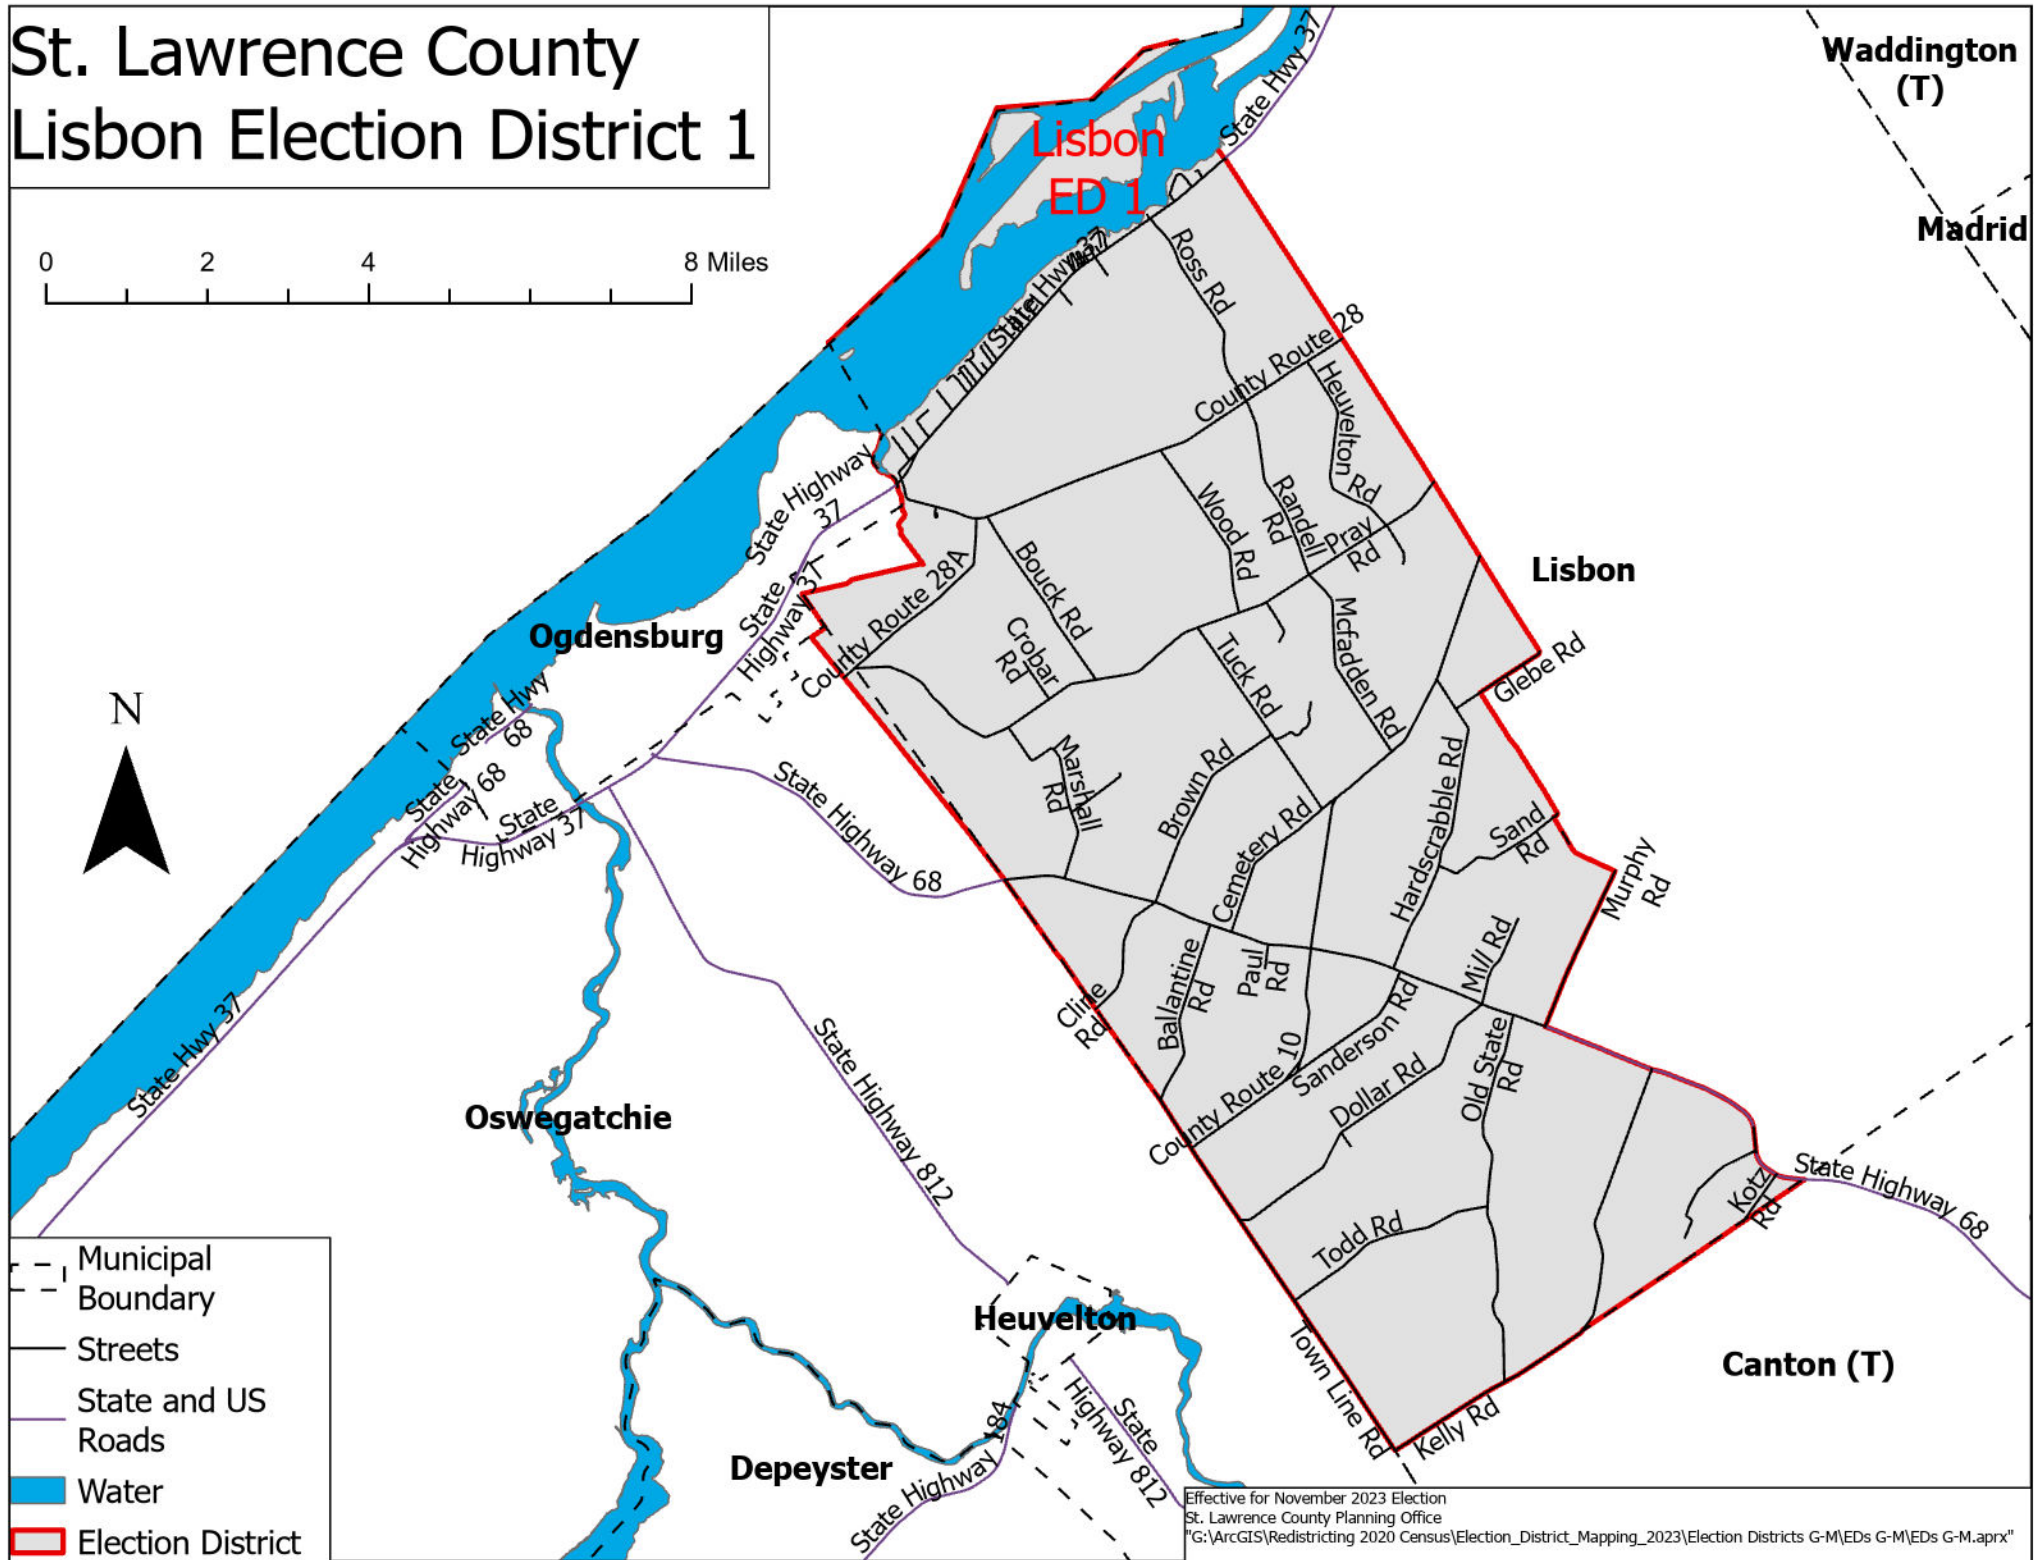 St. Lawrence County
Lisbon Election District 1
0 2 4 8 Miles
N
Waddington
(T)
Madrid
Lisbon
ED 1
State Hwy 37
State Hwy 37
Ross Rd
County Route 28
Heuvelton
Rd
State Highway
37
Wood Rd
Randell
Rd
Pray
Rd
Lisbon
State
Highway 37
County Route 28A
Bouck Rd
Crobar
Rd
Tuck Rd
Mcfadden Rd
Glebe Rd
Ogdensburg
State Hwy
68
State
Highway 68
State
Highway 37
State Highway 68
Marshall
Rd
Brown Rd
Cemetery Rd
Hardscrabble Rd
Sand
Rd
Murphy
Rd
State Hwy 37
Cline
Rd
Ballantine
Rd
Paul
Rd
Mill Rd
Sanderson Rd
County Route 10
Dollar Rd
Old State
Rd
Oswegatchie
State Highway 812
Todd Rd
Kotz
Rd
State Highway 68
Heuvelton
Town Line Rd
Kelly Rd
Canton (T)
Depeyster
State Highway 184
State
Highway 812
Municipal
Boundary
Streets
State and US
Roads
Water
Election District
Effective for November 2023 Election
St. Lawrence County Planning Office
"G:\ArcGIS\Redistricting 2020 Census\Election_District_Mapping_2023\Election Districts G-M\EDs G-M\EDs G-M.aprx"